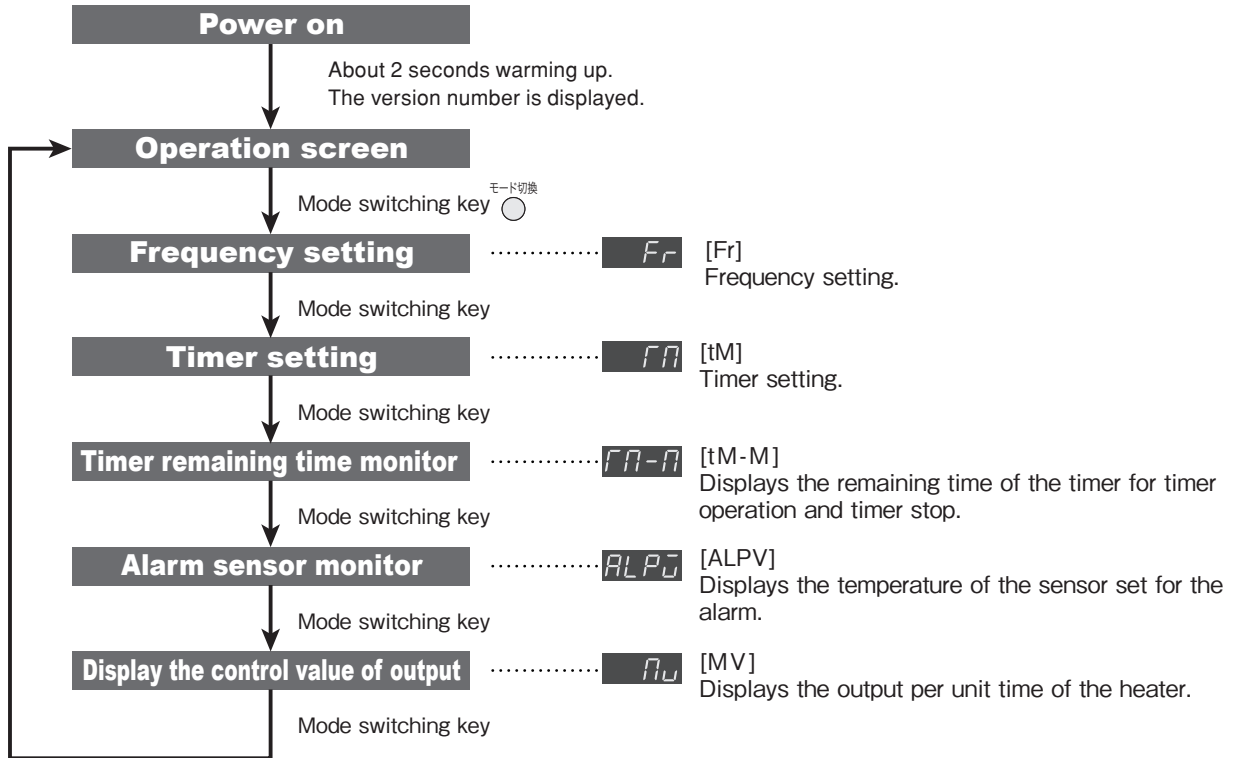 Power on
About 2 seconds warming up.
The version number is displayed.
Operation screen
モード切換
Mode switching key
Frequency setting
Fr
[Fr]
Frequency setting.
Mode switching key
Timer setting
tM
[tM]
Timer setting.
Mode switching key
Timer remaining time monitor
tM-M
[tM-M]
Displays the remaining time of the timer for timer
operation and timer stop.
Mode switching key
Alarm sensor monitor
ALPV
[ALPV]
Displays the temperature of the sensor set for the
alarm.
Mode switching key
Display the control value of output
Mv
[MV]
Displays the output per unit time of the heater.
Mode switching key